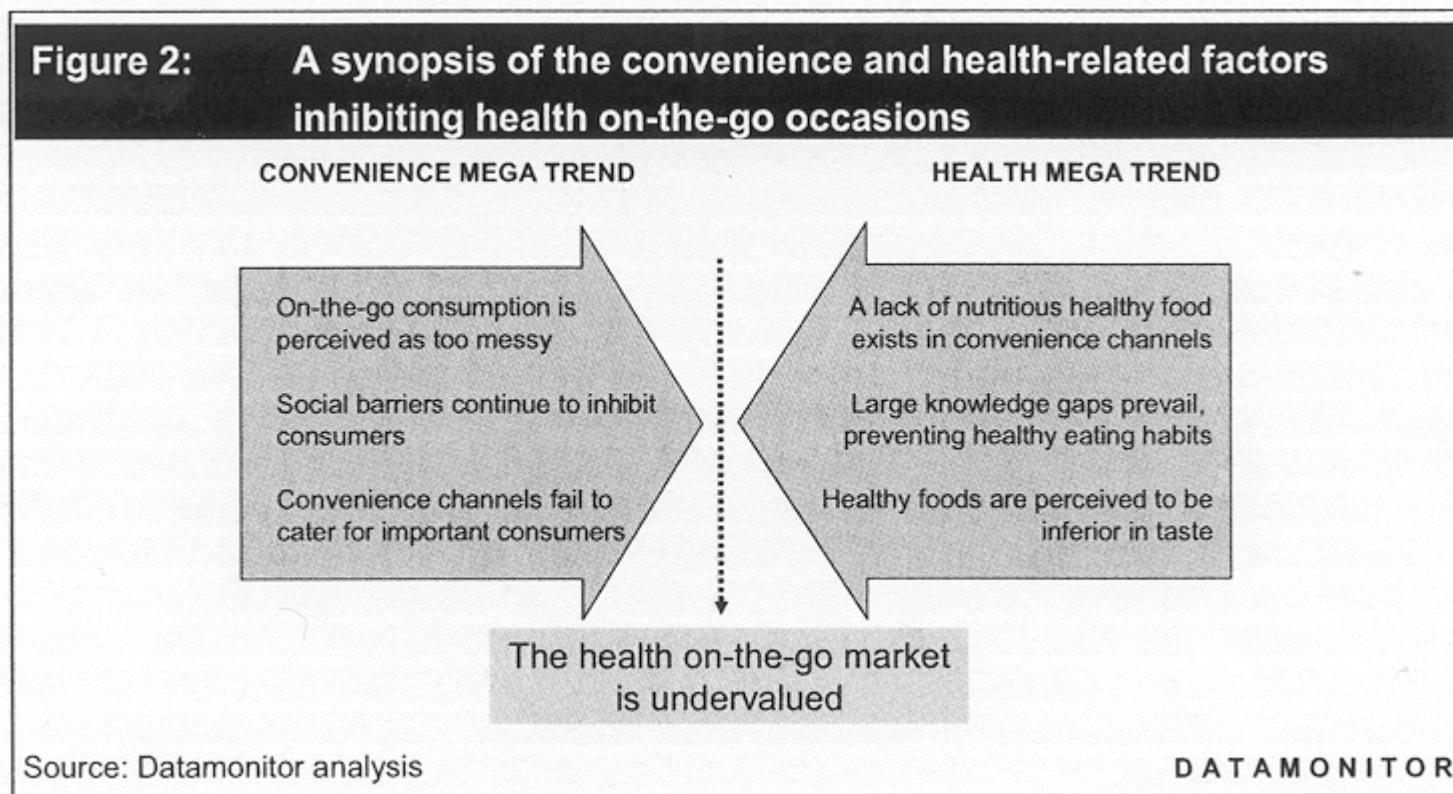 Figure 2: A synopsis of the convenience and health-related factors
inhibiting health on-the-go occasions
CONVENIENCE MEGA TREND
HEALTH MEGA TREND
On-the-go consumption is
perceived as too messy
Social barriers continue to inhibit
consumers
Convenience channels fail to
cater for important consumers
A lack of nutritious healthy food
exists in convenience channels
Large knowledge gaps prevail,
preventing healthy eating habits
Healthy foods are perceived to be
inferior in taste
The health on-the-go market
is undervalued
Source: Datamonitor analysis
DATAMONITOR